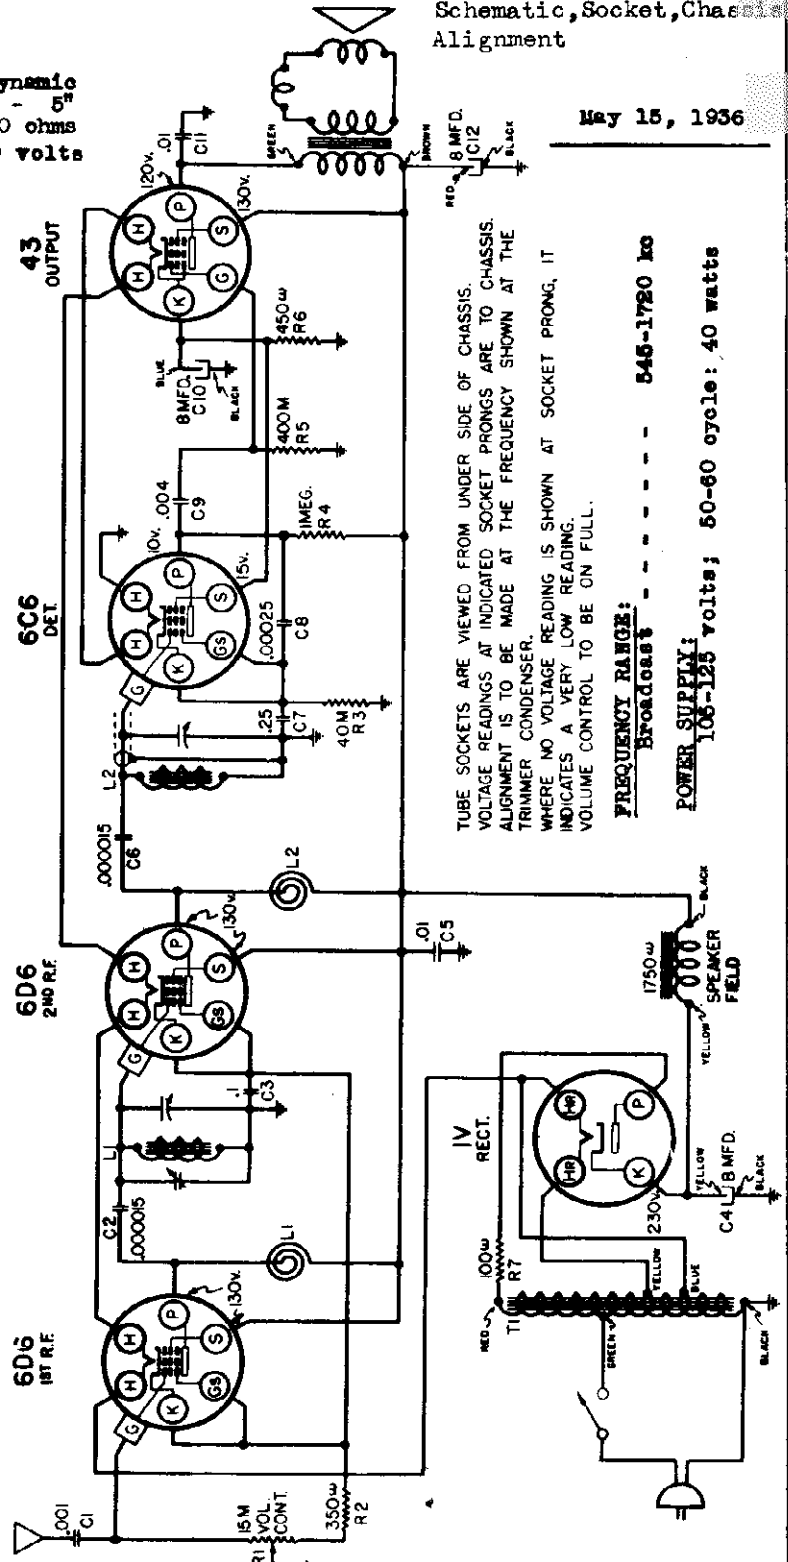 Schematic,Socket,Chassis
Alignment
May 15, 1936
5"
ohms
volts
43
OUTPUT
120V.
.01
C11
GREEN
BROWN
8 MFD.
C12
RED
BLACK
130V.
H
H
P
S
G
K
BLUE
8MFD.
C10
BLACK
450ω
R6
400M
R5
.004
C9
1MEG.
R4
6C6
DET.
10V.
15V.
H
H
P
S
GS
K
G
.00025
C8
.25
C7
40M
R3
L2
.000015
C6
L2
6D6
2ND R.F.
130V.
H
H
P
S
GS
K
G
.01
C5
.1
C3
L1
C2
.000015
L1
6D6
1ST R.F.
130V.
H
H
P
S
GS
K
G
.001
C1
15M
VOL.
CONT.
R1
350ω
R2
TUBE SOCKETS ARE VIEWED FROM UNDER SIDE OF CHASSIS.
VOLTAGE READINGS AT INDICATED SOCKET PRONGS ARE TO CHASSIS.
ALIGNMENT IS TO BE MADE AT THE FREQUENCY SHOWN AT THE
TRIMMER CONDENSER.
WHERE NO VOLTAGE READING IS SHOWN AT SOCKET PRONG, IT
INDICATES A VERY LOW READING.
VOLUME CONTROL TO BE ON FULL.
FREQUENCY RANGE:
Broadcast - - - - - - - 545-1720 kc
POWER SUPPLY:
105-125 volts; 50-60 cycle: 40 watts
1750ω
SPEAKER
FIELD
YELLOW
BLACK
1V
RECT.
HR
HR
P
K
230V.
YELLOW
C4
8 MFD.
BLACK
100ω
R7
RED
T1
GREEN
YELLOW
BLUE
BLACK